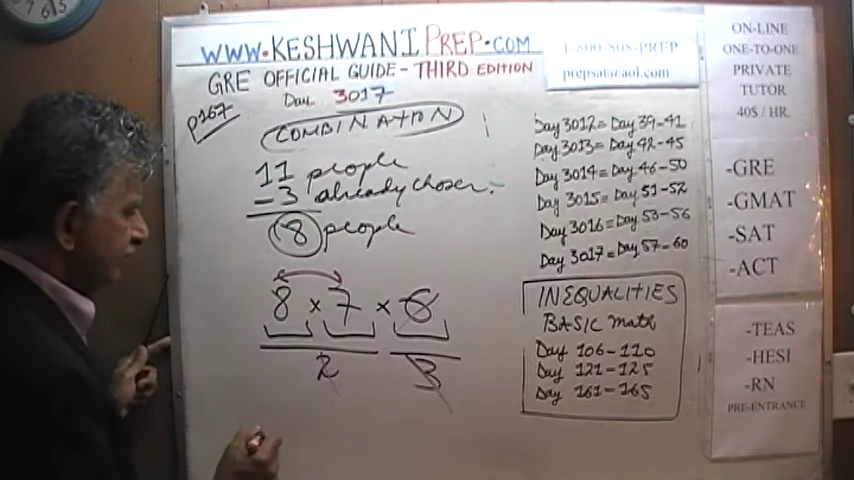 WWW.KESHWANIPREP.COM
GRE OFFICIAL GUIDE - THIRD EDITION
Day 3017
p167
COMBINATION
11 people
-3 already chosen.
8 people
8 x 7 x 6
2 3
1-800-SOS-PREP
prepsat@aol.com
Day 3012 = Day 39-41
Day 3013 = Day 42-45
Day 3014 = Day 46-50
Day 3015 = Day 51-52
Day 3016 = Day 53-56
Day 3017 = Day 57-60
INEQUALITIES
BASIC math
Day 106-110
Day 121-125
Day 161-165
ON-LINE
ONE-TO-ONE
PRIVATE
TUTOR
40$ / HR.
-GRE
-GMAT
-SAT
-ACT
-TEAS
-HESI
-RN
PRE-ENTRANCE
7 6 5